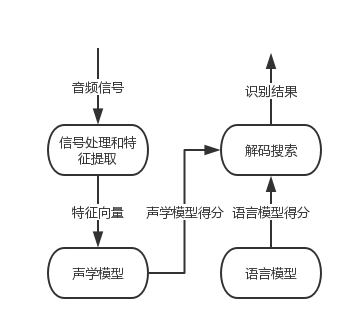 音频信号
识别结果
信号处理和特
征提取
解码搜索
特征向量
声学模型得分
语言模型得分
声学模型
语言模型